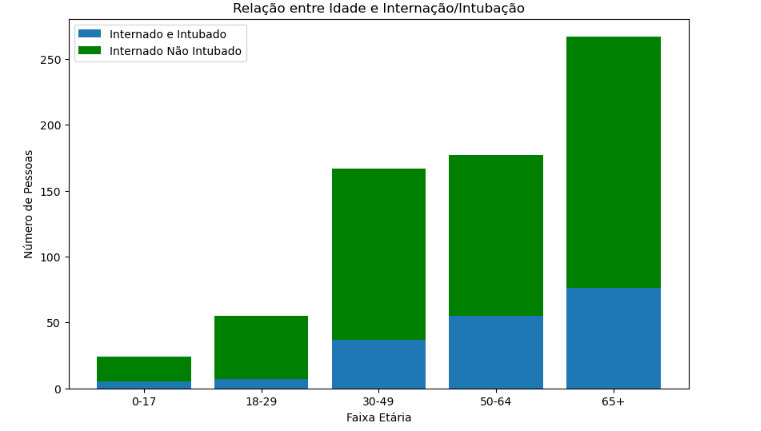 Relação entre Idade e Internação/Intubação
Internado e Intubado
Internado Não Intubado
Número de Pessoas
250
200
150
100
50
0
0-17 18-29 30-49 50-64 65+
Faixa Etária